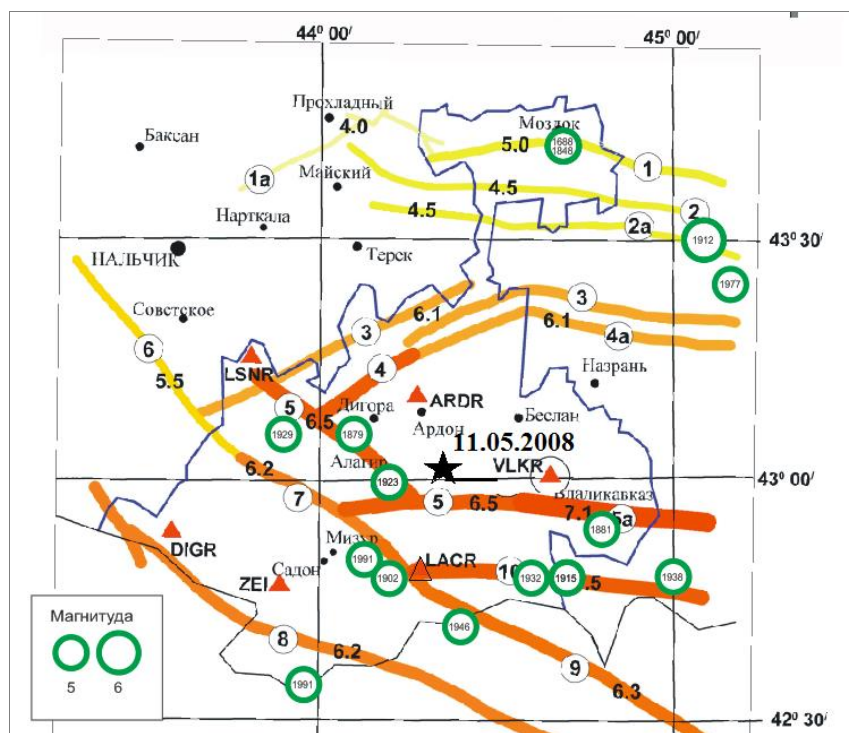 44⁰ 00'
45⁰ 00'
Прохладный
4.0
Моздок
1688
1848
Баксан
5.0
1
1а
Майский
4.5
2
Нарткала
4.5
2а
1912
43⁰ 30'
НАЛЬЧИК
Терск
1977
Советское
6.1
3
3
6
6.1
4а
5.5
LSNR
4
Назрань
5
Дигора
ARDR
Ардон
Беслан
6.5
1929
1879
11.05.2008
Алагир
VLKR
6.2
1923
43⁰ 00'
7
5
6.5
Владикавказ
7.1
5а
1881
DIGR
Мизур
Садон
1991
LACR
ZEI
1902
10
1932
1915
.5
1938
Магнитуда
1946
8
6.2
9
5
6
1991
6.3
42⁰ 30'